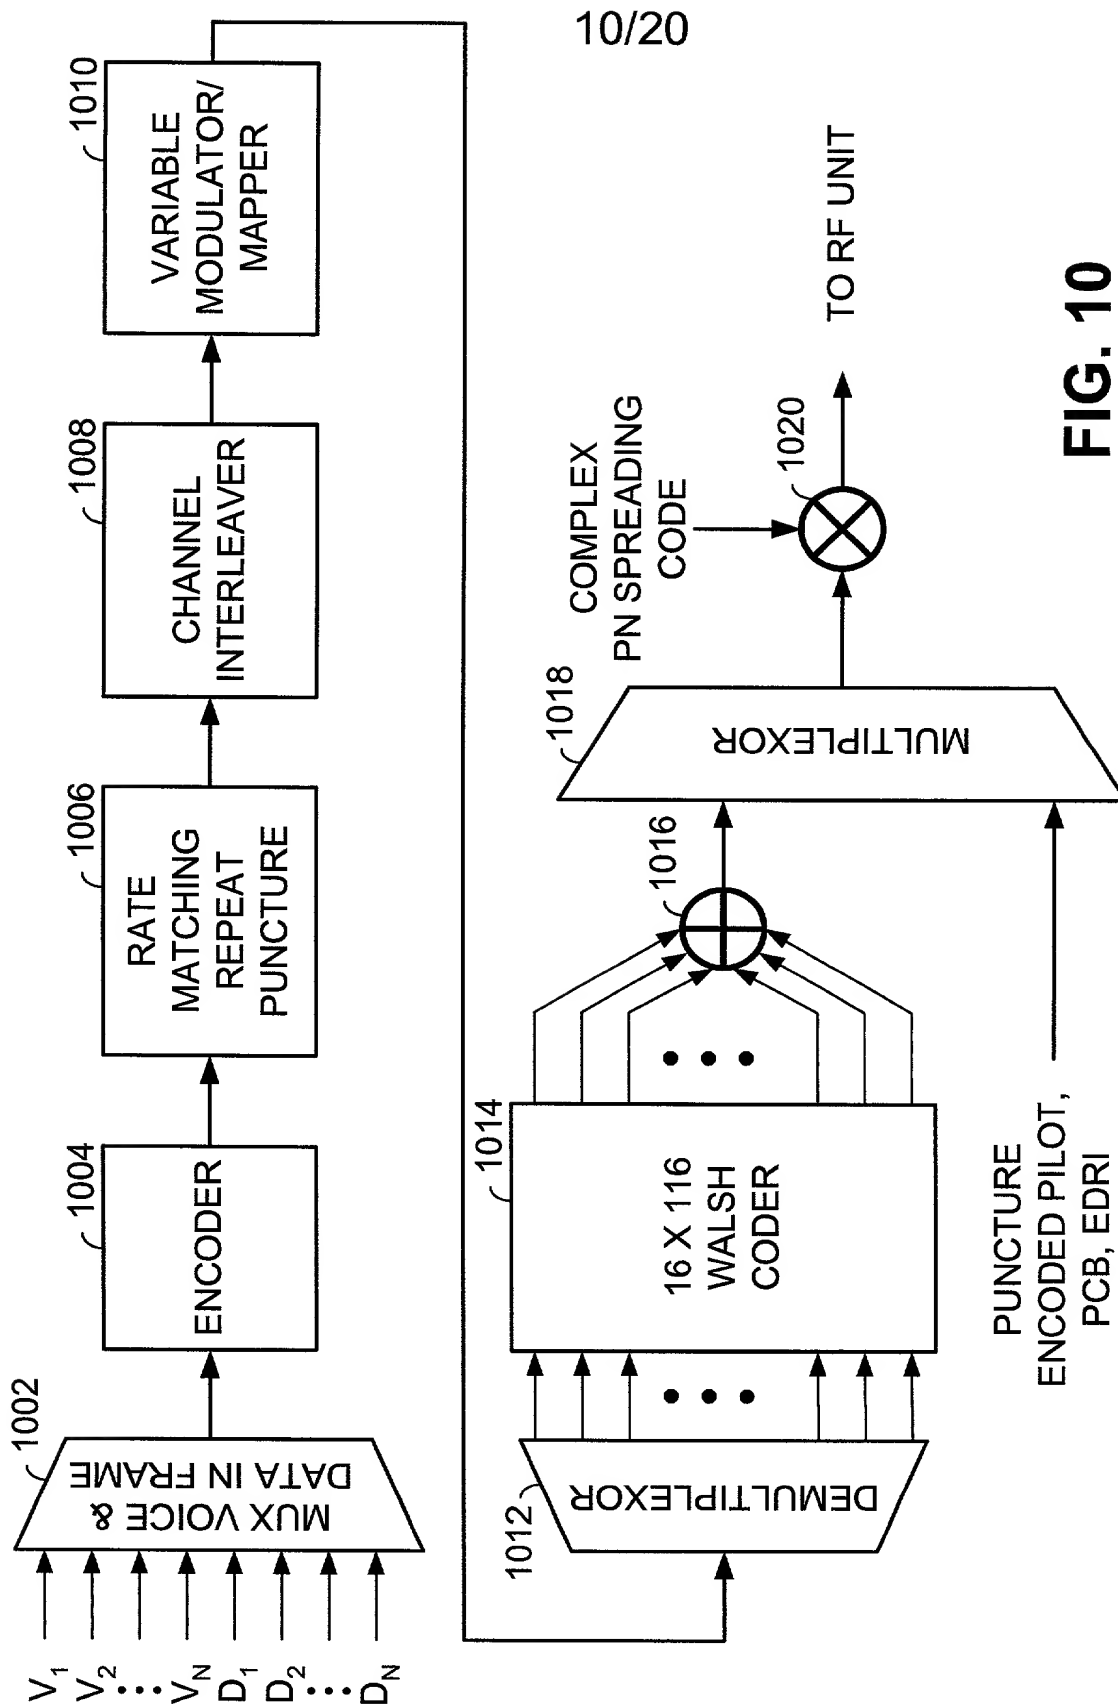 10/20
V1
V2
VN
D1
D2
DN
MUX VOICE &
DATA IN FRAME
1002
ENCODER
1004
RATE
MATCHING
REPEAT
PUNCTURE
1006
CHANNEL
INTERLEAVER
1008
VARIABLE
MODULATOR/
MAPPER
1010
DEMULTIPLEXOR
1012
16 X 116
WALSH
CODER
1014
1016
PUNCTURE
ENCODED PILOT,
PCB, EDRI
MULTIPLEXOR
1018
COMPLEX
PN SPREADING
CODE
1020
TO RF UNIT
FIG. 10